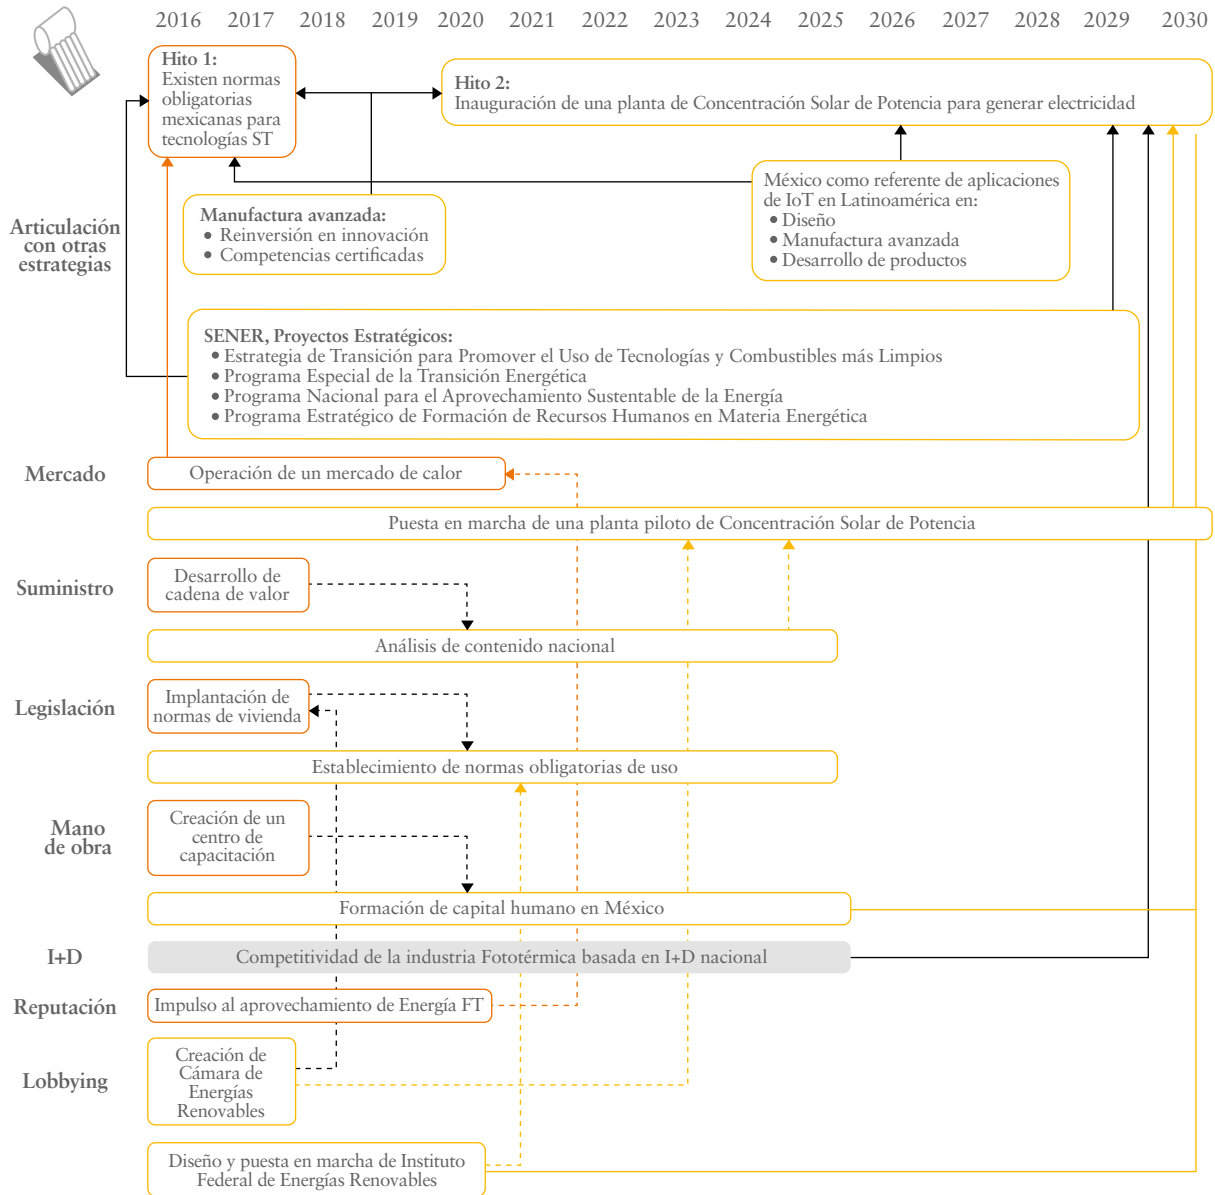 2016 2017 2018 2019 2020 2021 2022 2023 2024 2025 2026 2027 2028 2029 2030
Hito 1:
Existen normas
obligatorias
mexicanas para
tecnologías ST
Hito 2:
Inauguración de una planta de Concentración Solar de Potencia para generar electricidad
Articulación
con otras
estrategias
Manufactura avanzada:
• Reinversión en innovación
• Competencias certificadas
México como referente de aplicaciones
de IoT en Latinoamérica en:
• Diseño
• Manufactura avanzada
• Desarrollo de productos
SENER, Proyectos Estratégicos:
• Estrategia de Transición para Promover el Uso de Tecnologías y Combustibles más Limpios
• Programa Especial de la Transición Energética
• Programa Nacional para el Aprovechamiento Sustentable de la Energía
• Programa Estratégico de Formación de Recursos Humanos en Materia Energética
Mercado
Operación de un mercado de calor
Puesta en marcha de una planta piloto de Concentración Solar de Potencia
Suministro
Desarrollo de
cadena de valor
Análisis de contenido nacional
Legislación
Implantación de
normas de vivienda
Establecimiento de normas obligatorias de uso
Mano
de obra
Creación de un
centro de
capacitación
Formación de capital humano en México
I+D
Competitividad de la industria Fototérmica basada en I+D nacional
Reputación
Impulso al aprovechamiento de Energía FT
Lobbying
Creación de
Cámara de
Energías
Renovables
Diseño y puesta en marcha de Instituto
Federal de Energías Renovables